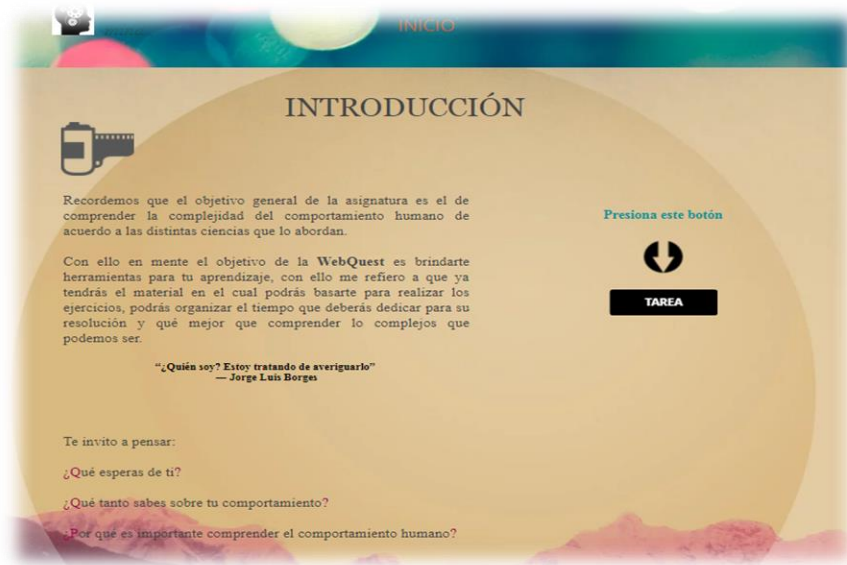 INICIO
INTRODUCCIÓN
Recordemos que el objetivo general de la asignatura es el de
comprender la complejidad del comportamiento humano de
acuerdo a las distintas ciencias que lo abordan.
Con ello en mente el objetivo de la WebQuest es brindarte
herramientas para tu aprendizaje, con ello me refiero a que ya
tendrás el material en el cual podrás basarte para realizar los
ejercicios, podrás organizar el tiempo que deberás dedicar para su
resolución y qué mejor que comprender lo complejos que
podemos ser.
“¿Quién soy? Estoy tratando de averiguarlo”
— Jorge Luis Borges
Te invito a pensar:
¿Qué esperas de ti?
¿Qué tanto sabes sobre tu comportamiento?
¿Por qué es importante comprender el comportamiento humano?
Presiona este botón
TAREA